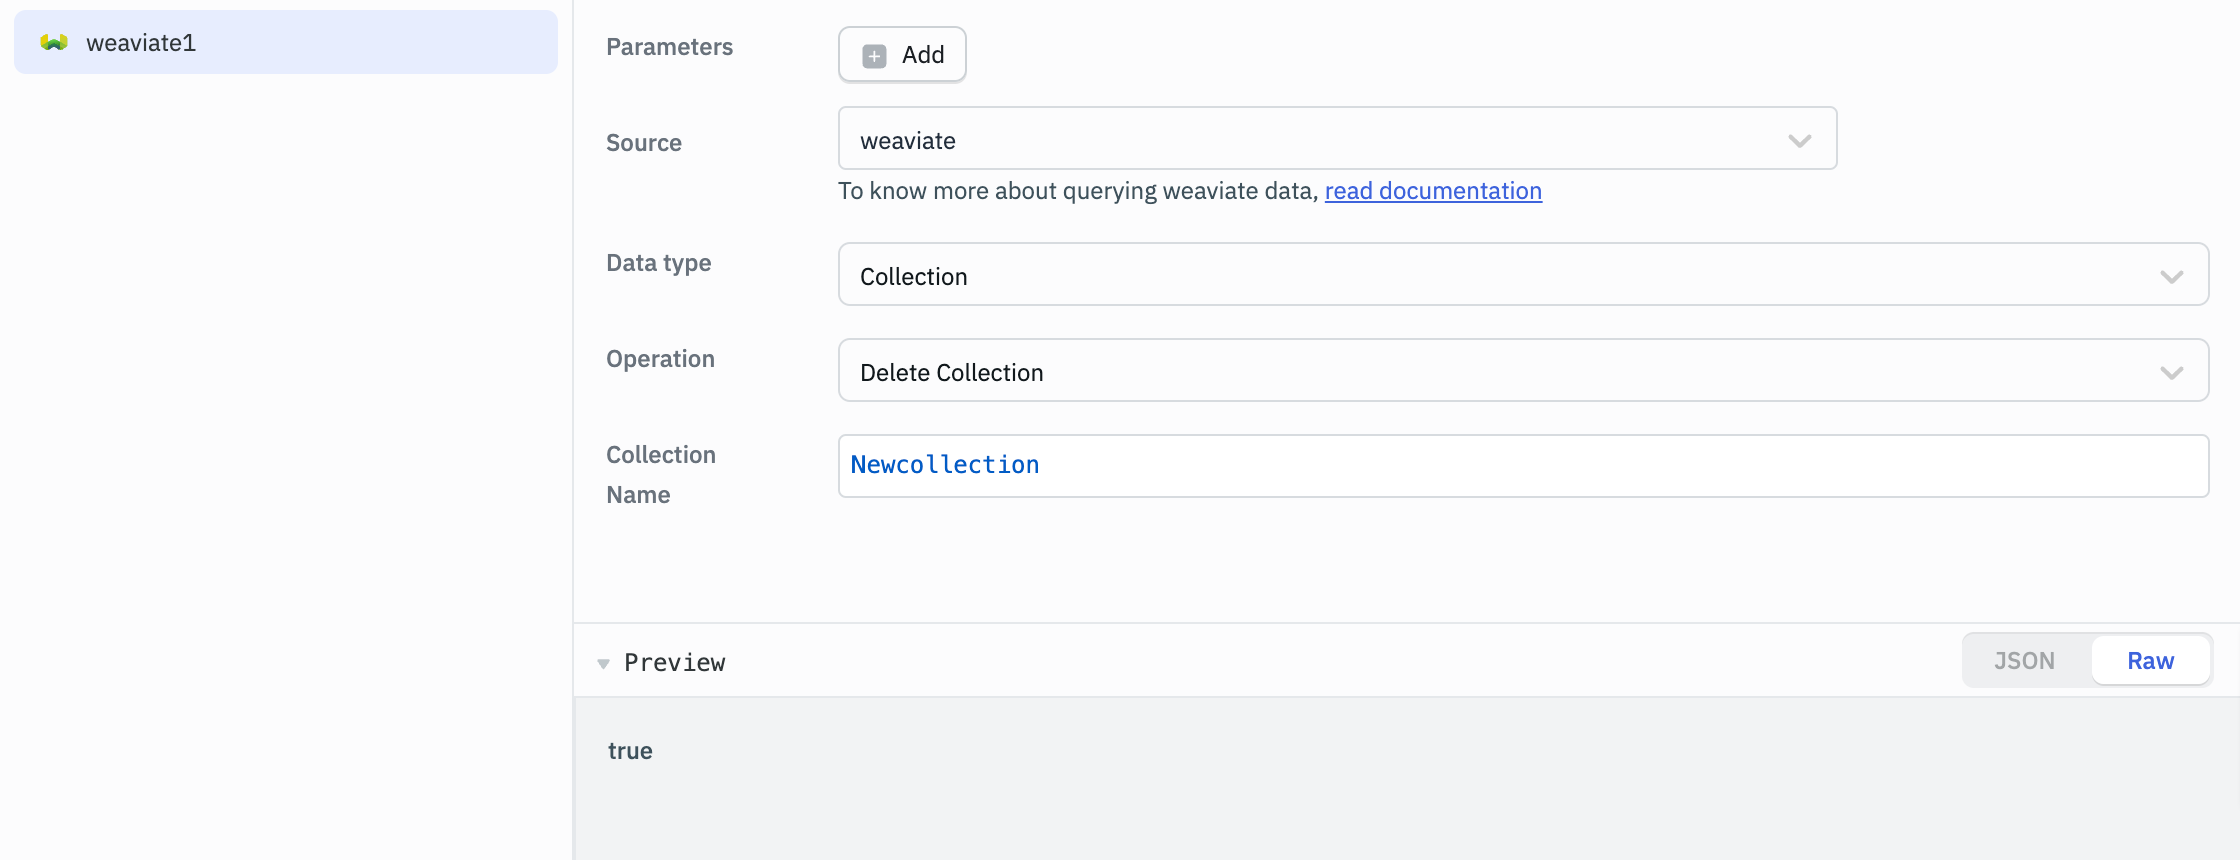 weaviate1
Parameters
Add
Source
weaviate
To know more about querying weaviate data, read documentation
Data type
Collection
Operation
Delete Collection
Collection
Name
Newcollection
Preview
JSON
Raw
true